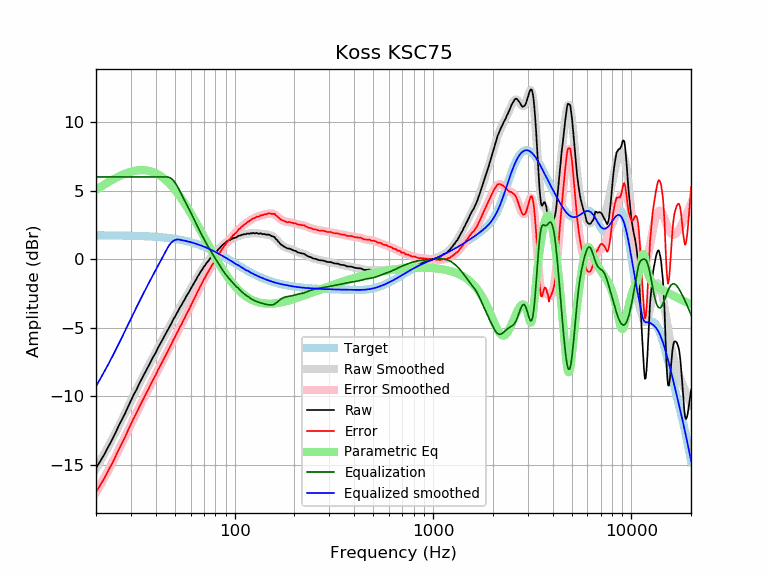 Koss KSC75
Amplitude (dBr)
10
5
0
−5
−10
−15
Target
Raw Smoothed
Error Smoothed
Raw
Error
Parametric Eq
Equalization
Equalized smoothed
100
1000
10000
Frequency (Hz)